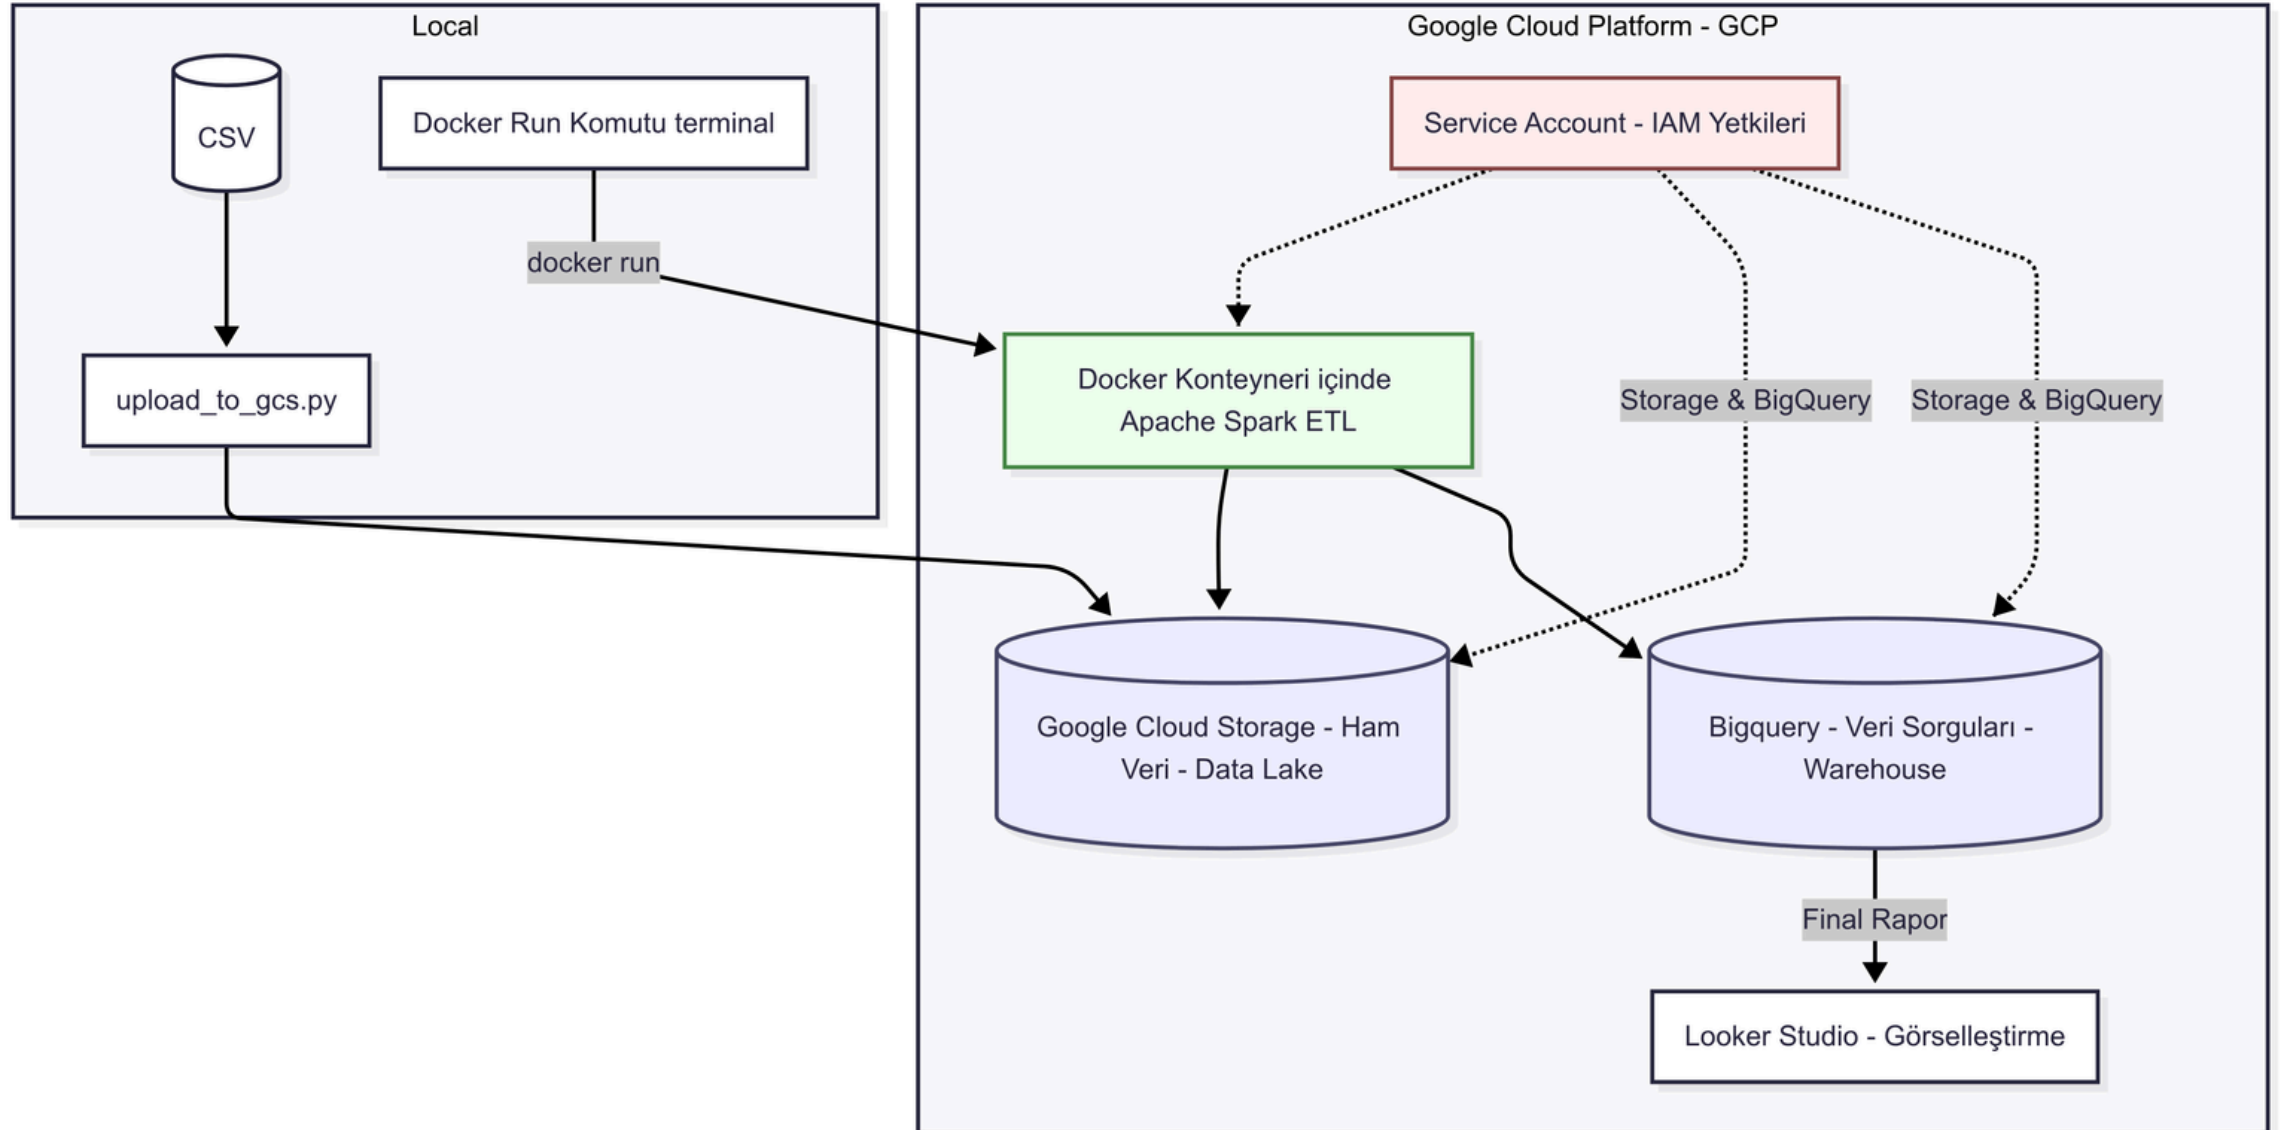 Local
CSV
Docker Run Komutu terminal
docker run
upload_to_gcs.py
Google Cloud Platform - GCP
Service Account - IAM Yetkileri
Docker Konteyneri içinde
Apache Spark ETL
Storage & BigQuery
Storage & BigQuery
Google Cloud Storage - Ham
Veri - Data Lake
Bigquery - Veri Sorguları -
Warehouse
Final Rapor
Looker Studio - Görselleştirme